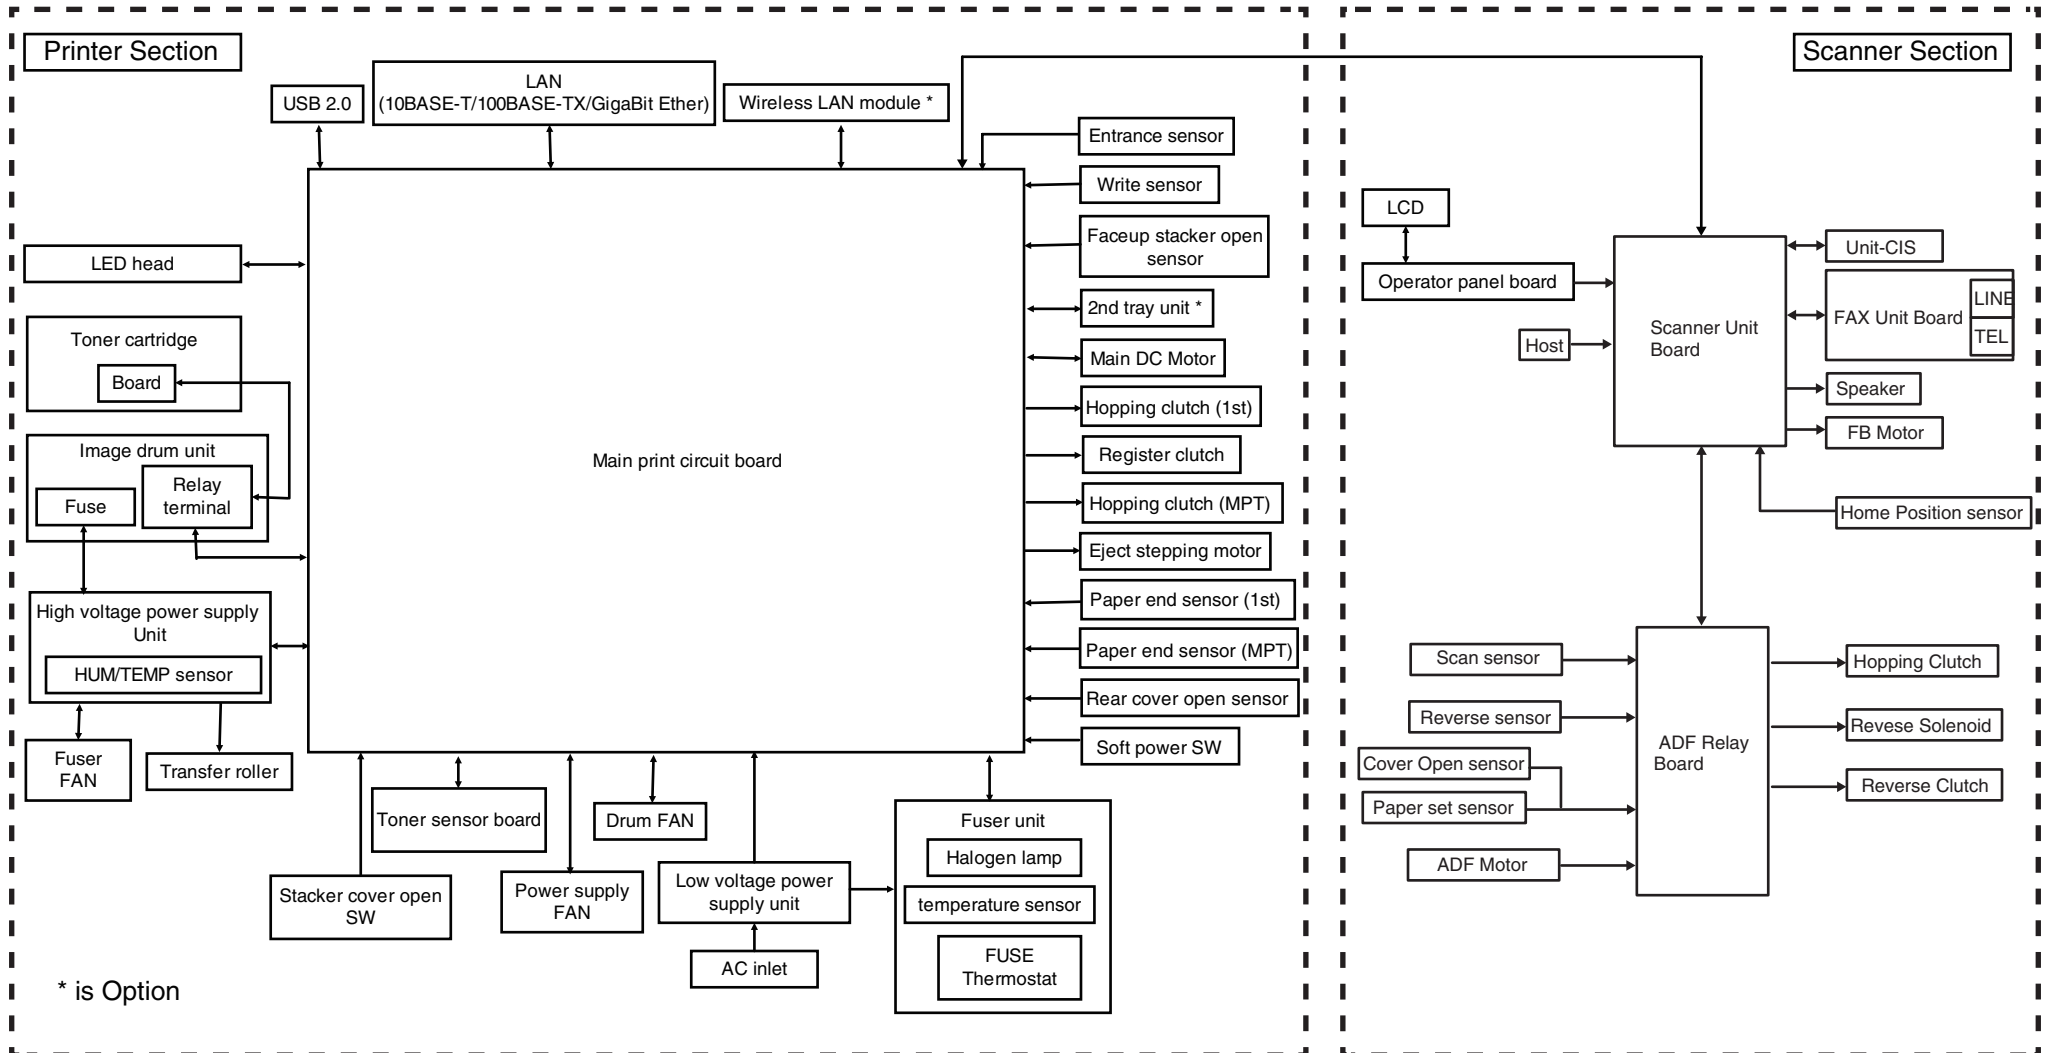 Printer Section
Scanner Section
USB 2.0
LAN
(10BASE-T/100BASE-TX/GigaBit Ether)
Wireless LAN module *
Entrance sensor
Write sensor
Faceup stacker open
sensor
2nd tray unit *
Main DC Motor
Hopping clutch (1st)
Register clutch
Hopping clutch (MPT)
Eject stepping motor
Paper end sensor (1st)
Paper end sensor (MPT)
Rear cover open sensor
Soft power SW
LED head
Toner cartridge
Board
Image drum unit
Fuse
Relay
terminal
High voltage power supply
Unit
HUM/TEMP sensor
Fuser
FAN
Transfer roller
Main print circuit board
Stacker cover open
SW
Toner sensor board
Power supply
FAN
Drum FAN
Low voltage power
supply unit
AC inlet
Fuser unit
Halogen lamp
temperature sensor
FUSE
Thermostat
* is Option
LCD
Operator panel board
Host
Scanner Unit
Board
Unit-CIS
FAX Unit Board
LINE
TEL
Speaker
FB Motor
Home Position sensor
Scan sensor
Reverse sensor
Cover Open sensor
Paper set sensor
ADF Motor
ADF Relay
Board
Hopping Clutch
Revese Solenoid
Reverse Clutch